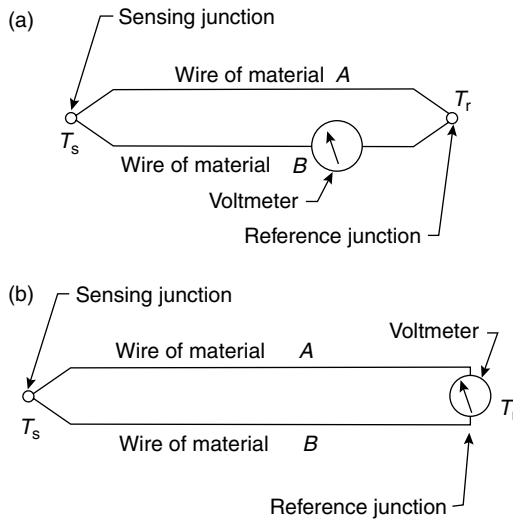 (a)
Sensing junction
Wire of material A
Tr
Ts
Wire of material B
Voltmeter
Reference junction
(b)
Sensing junction
Voltmeter
Wire of material A
Ts
Wire of material B
Reference junction